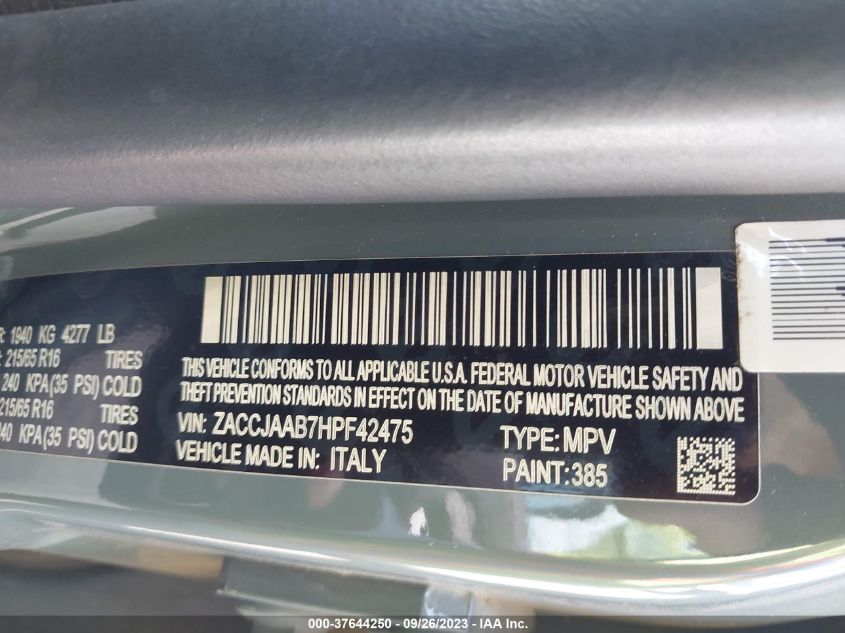 R: 1940 KG 4277 LB
: 215/65 R16 TIRES
240 KPA(35 PSI) COLD
215/65 R16 TIRES
240 KPA(35 PSI) COLD
THIS VEHICLE CONFORMS TO ALL APPLICABLE U.S.A. FEDERAL MOTOR VEHICLE SAFETY AND
THEFT PREVENTION STANDARDS IN EFFECT ON THE DATE OF MANUFACTURE SHOWN ABOVE
VIN: ZACCJAAB7HPF42475 TYPE: MPV
VEHICLE MADE IN: ITALY PAINT: 385
000-37644250 - 09/26/2023 - IAA Inc.